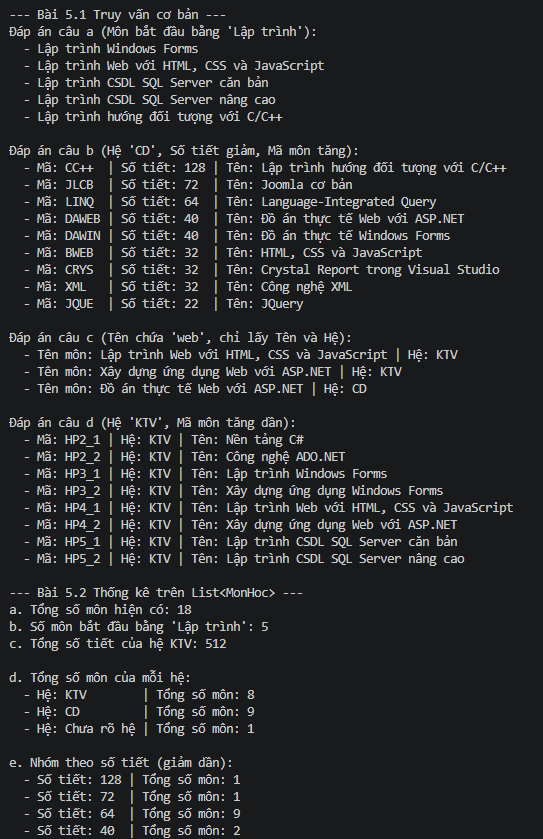 --- Bài 5.1 Truy vấn cơ bản ---
Đáp án câu a (Môn bắt đầu bằng 'Lập trình'):
- Lập trình Windows Forms
- Lập trình Web với HTML, CSS và JavaScript
- Lập trình CSDL SQL Server căn bản
- Lập trình CSDL SQL Server nâng cao
- Lập trình hướng đối tượng với C/C++
Đáp án câu b (Hệ 'CD', Số tiết giảm, Mã môn tăng):
- Mã: CC++  | Số tiết: 128 | Tên: Lập trình hướng đối tượng với C/C++
- Mã: JLCB  | Số tiết: 72  | Tên: Joomla cơ bản
- Mã: LINQ  | Số tiết: 64  | Tên: Language-Integrated Query
- Mã: DAWEB | Số tiết: 40  | Tên: Đồ án thực tế Web với ASP.NET
- Mã: DAWIN | Số tiết: 40  | Tên: Đồ án thực tế Windows Forms
- Mã: BWEB  | Số tiết: 32  | Tên: HTML, CSS và JavaScript
- Mã: CRYS  | Số tiết: 32  | Tên: Crystal Report trong Visual Studio
- Mã: XML   | Số tiết: 32  | Tên: Công nghệ XML
- Mã: JQUE  | Số tiết: 22  | Tên: JQuery
Đáp án câu c (Tên chứa 'web', chỉ lấy Tên và Hệ):
- Tên môn: Lập trình Web với HTML, CSS và JavaScript | Hệ: KTV
- Tên môn: Xây dựng ứng dụng Web với ASP.NET | Hệ: KTV
- Tên môn: Đồ án thực tế Web với ASP.NET | Hệ: CD
Đáp án câu d (Hệ 'KTV', Mã môn tăng dần):
- Mã: HP2_1 | Hệ: KTV | Tên: Nền tảng C#
- Mã: HP2_2 | Hệ: KTV | Tên: Công nghệ ADO.NET
- Mã: HP3_1 | Hệ: KTV | Tên: Lập trình Windows Forms
- Mã: HP3_2 | Hệ: KTV | Tên: Xây dựng ứng dụng Windows Forms
- Mã: HP4_1 | Hệ: KTV | Tên: Lập trình Web với HTML, CSS và JavaScript
- Mã: HP4_2 | Hệ: KTV | Tên: Xây dựng ứng dụng Web với ASP.NET
- Mã: HP5_1 | Hệ: KTV | Tên: Lập trình CSDL SQL Server căn bản
- Mã: HP5_2 | Hệ: KTV | Tên: Lập trình CSDL SQL Server nâng cao
--- Bài 5.2 Thống kê trên List<MonHoc> ---
a. Tổng số môn hiện có: 18
b. Số môn bắt đầu bằng 'Lập trình': 5
c. Tổng số tiết của hệ KTV: 512
d. Tổng số môn của mỗi hệ:
- Hệ: KTV        | Tổng số môn: 8
- Hệ: CD         | Tổng số môn: 9
- Hệ: Chưa rõ hệ | Tổng số môn: 1
e. Nhóm theo số tiết (giảm dần):
- Số tiết: 128 | Tổng số môn: 1
- Số tiết: 72  | Tổng số môn: 1
- Số tiết: 64  | Tổng số môn: 9
- Số tiết: 40  | Tổng số môn: 2